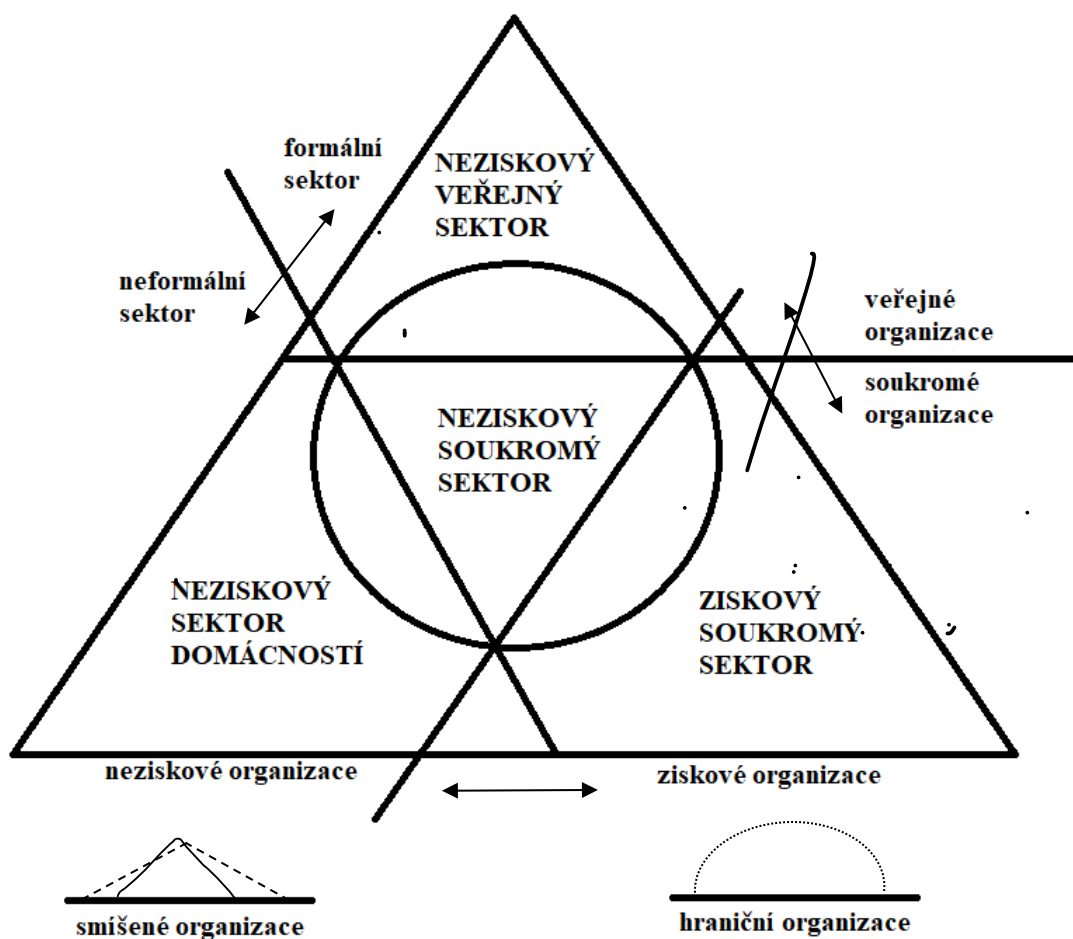 formální
sektor
NEZISKOVÝ
VEŘEJNÝ
SEKTOR
neformální
sektor
veřejné
organizace
soukromé
organizace
NEZISKOVÝ
SOUKROMÝ
SEKTOR
NEZISKOVÝ
SEKTOR
DOMÁCNOSTÍ
ZISKOVÝ
SOUKROMÝ
SEKTOR
neziskové organizace
ziskové organizace
smíšené organizace
hraniční organizace